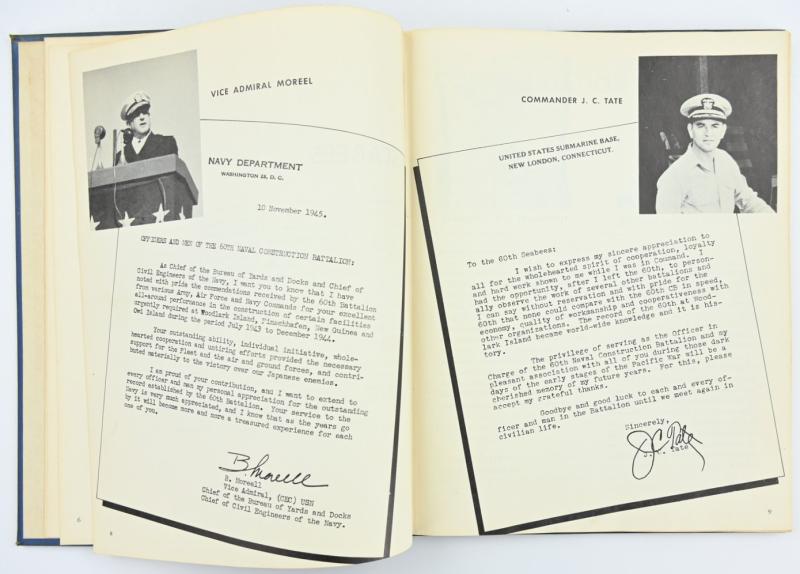 VICE ADMIRAL MOREEL
NAVY DEPARTMENT
WASHINGTON 25, D. C.
10 November 1945.
OFFICERS AND MEN OF THE 60TH NAVAL CONSTRUCTION BATTALION:
As Chief of the Bureau of Yards and Docks and Chief of
Civil Engineers of the Navy, I want you to know that I have
noted with pride the commendations received by the 60th Battalion
from various Army, Air Force and Navy Commands for your excellent
all-around performance in the construction of certain facilities
urgently required at Woodlark Island, Finschhafen, New Guinea and
Owi Island during the period July 1943 to December 1944.
Your outstanding ability, individual initiative, whole-
hearted cooperation and untiring efforts provided the necessary
support for the fleet and the air and ground forces, and contri-
buted materially to the victory over our Japanese enemies.
I am proud of your contribution, and I want to extend to
every officer and man my personal appreciation for the outstanding
record established by the 60th Battalion. Your service to the
Navy is very much appreciated, and I know that as the years go
by it will become more and more a treasured experience for each
one of you.
B Moreell
B. Moreell
Vice Admiral, (CEC) USN
Chief of the Bureau of Yards and Docks
Chief of Civil Engineers of the Navy.
6
8
COMMANDER J. C. TATE
UNITED STATES SUBMARINE BASE,
NEW LONDON, CONNECTICUT.
To the 60th Seabees:
I wish to express my sincere appreciation to
all for the wholehearted spirit of cooperation, loyalty
and hard work shown to me while I was in Command. I
had the opportunity, after I left the 60th, to person-
ally observe the work of several other battalions and
I can say without reservation and with pride for the
60th that none could compare with the 60th CB in speed,
economy, quality of workmanship and cooperativeness with
other organizations. The record of the 60th at Wood-
lark Island became world-wide knowledge and it is his-
tory.
The privilege of serving as the Officer in
Charge of the 60th Naval Construction Battalion and my
pleasant association with all of you during those dark
days of the early stages of the Pacific War will be a
cherished memory of my future years. For this, please
accept my grateful thanks.
Goodbye and good luck to each and every of-
ficer and man in the Battalion until we meet again in
civilian life.
Sincerely,
J C Tate
J. C. Tate
9